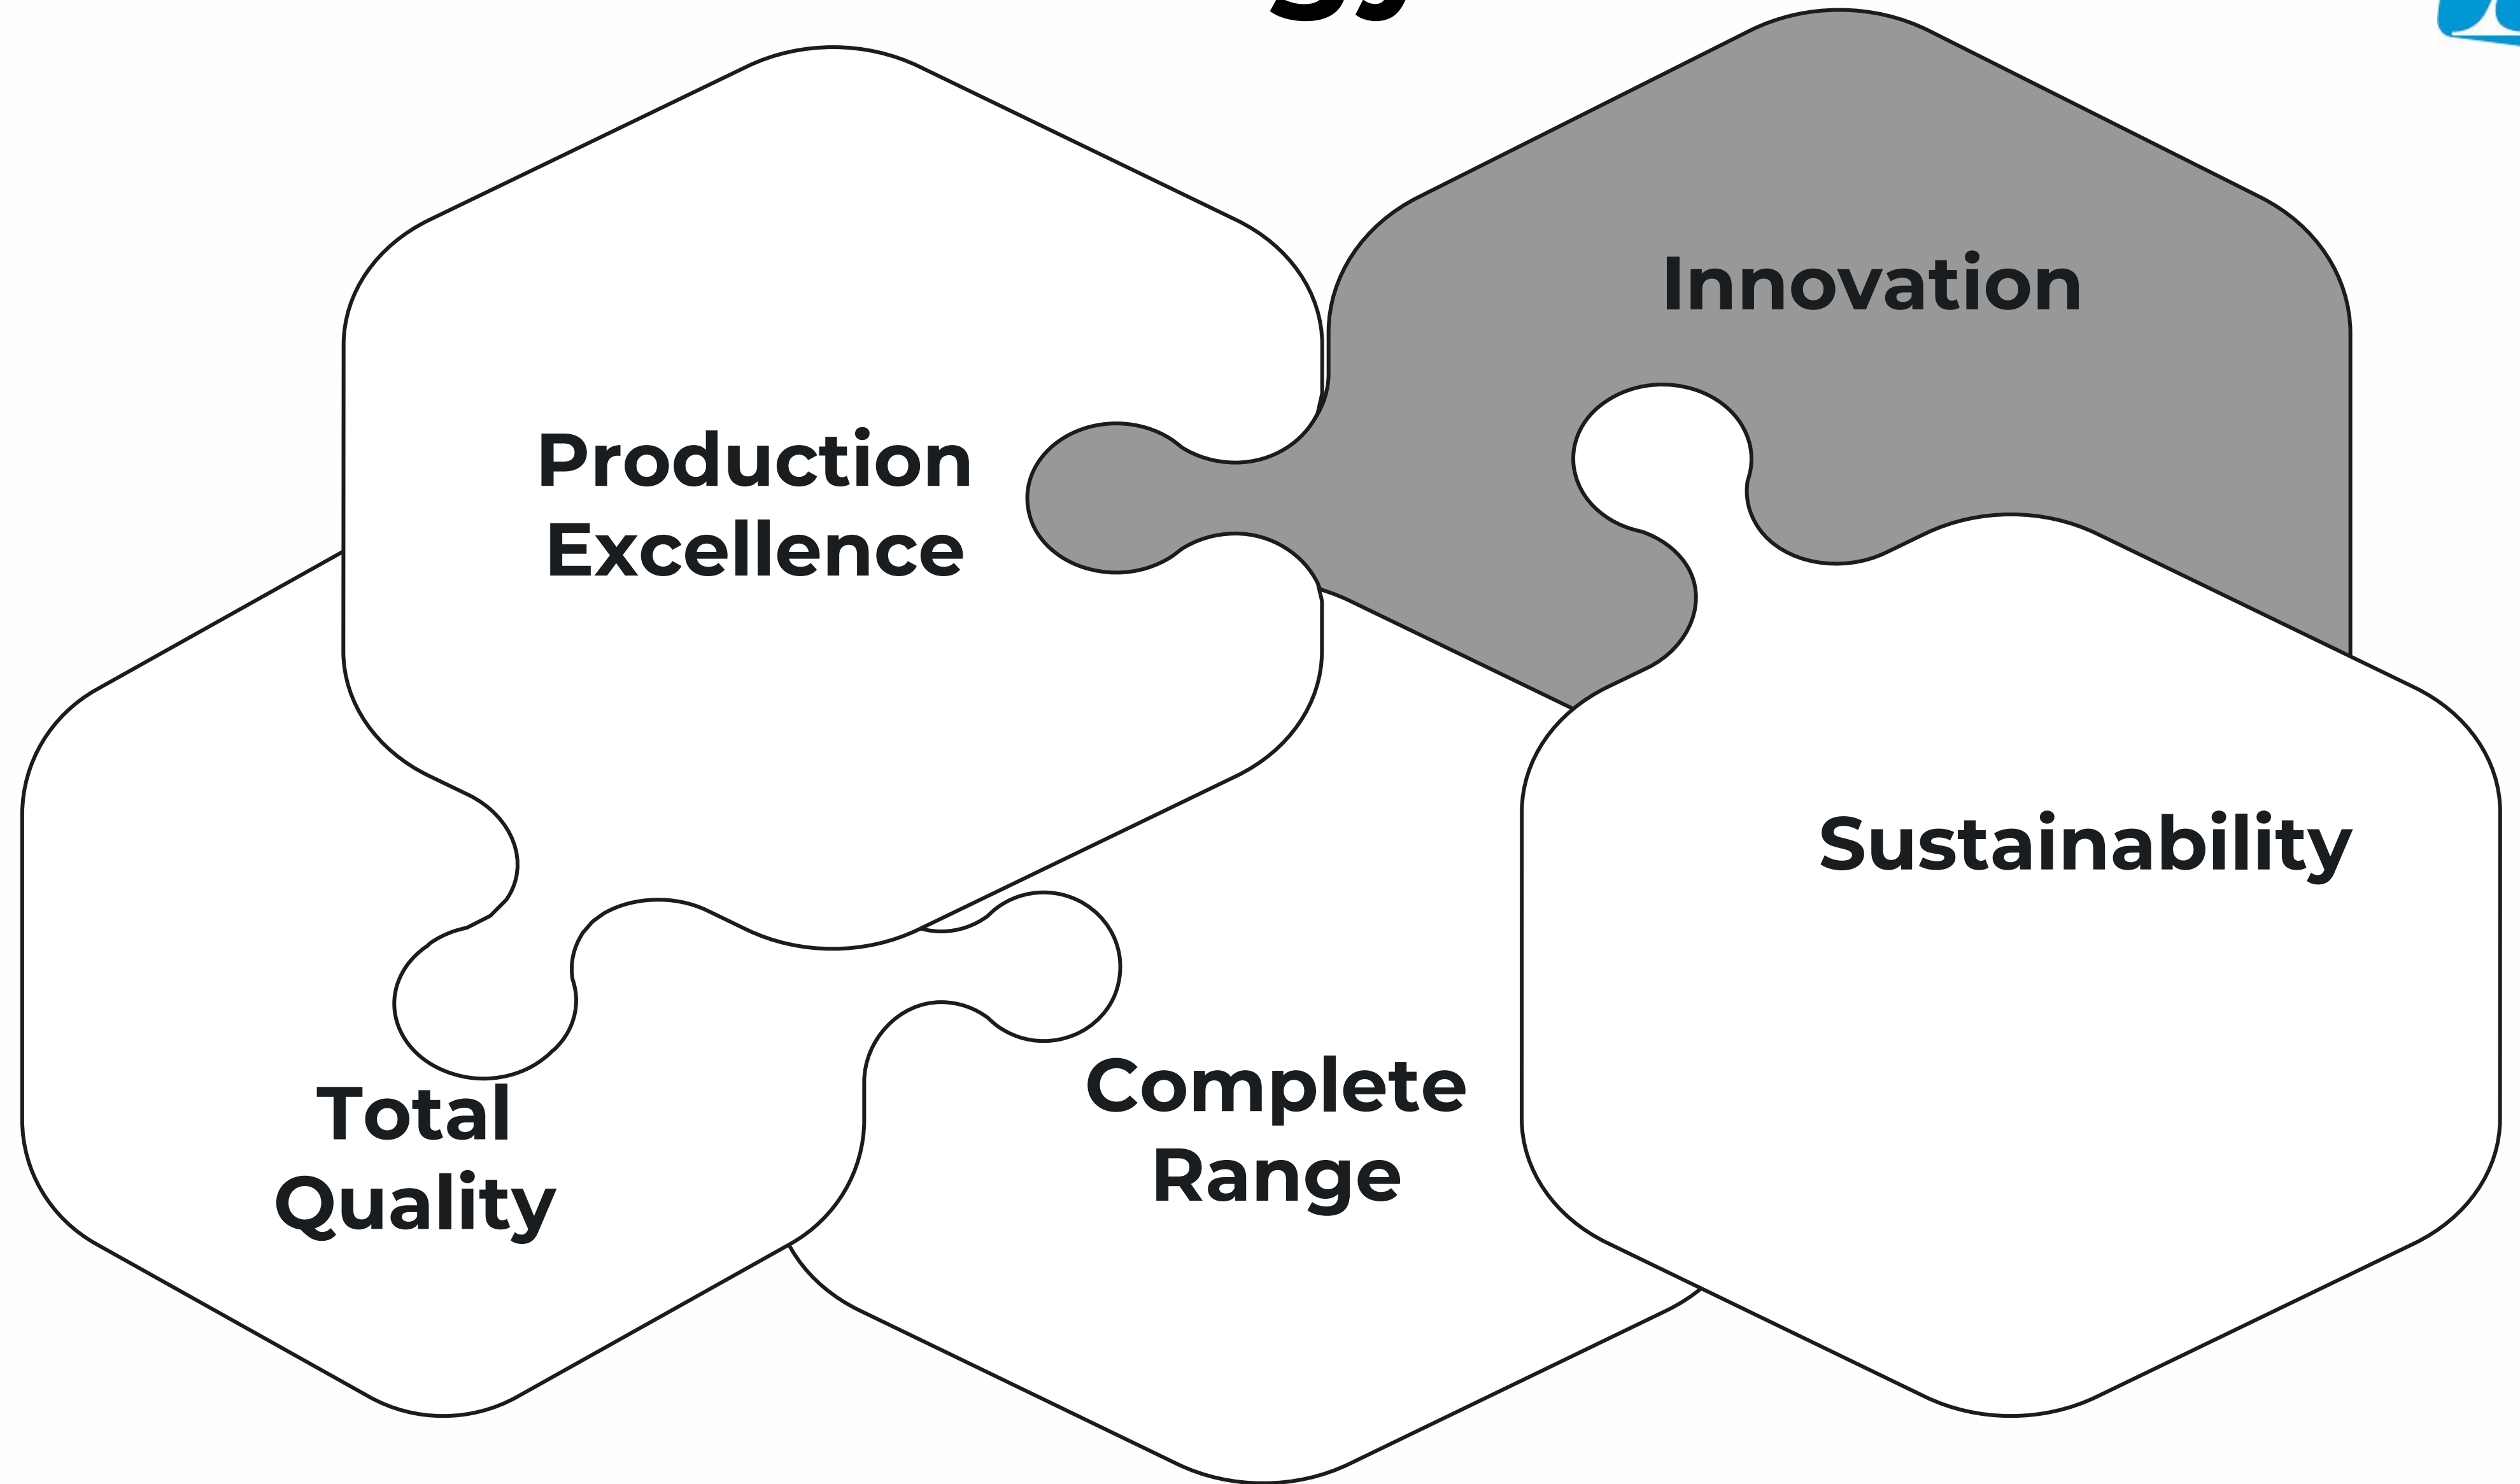 Innovation
Production
Excellence
Sustainability
Complete
Range
Total
Quality